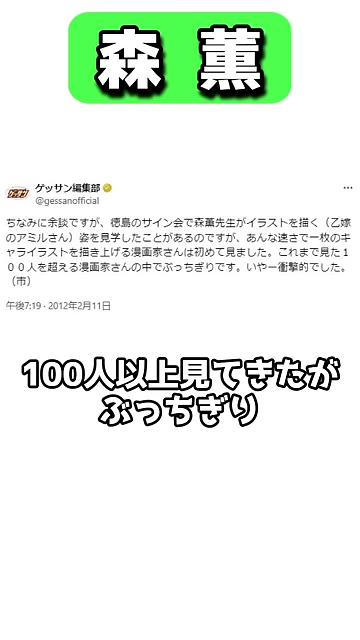 森 薫
ゲッサン
ゲッサン編集部
@gessanofficial
ちなみに余談ですが、徳島のサイン会で森薫先生がイラストを描く（乙嫁
のアミルさん）姿を見学したことがあるのですが、あんな速さで一枚のキ
ャライラストを描き上げる漫画家さんは初めて見ました。これまで見た１
００人を超える漫画家さんの中でぶっちぎりです。いやー衝撃的でした。
（市）
午後7:19 · 2012年2月11日
100人以上見てきたが
ぶっちぎり